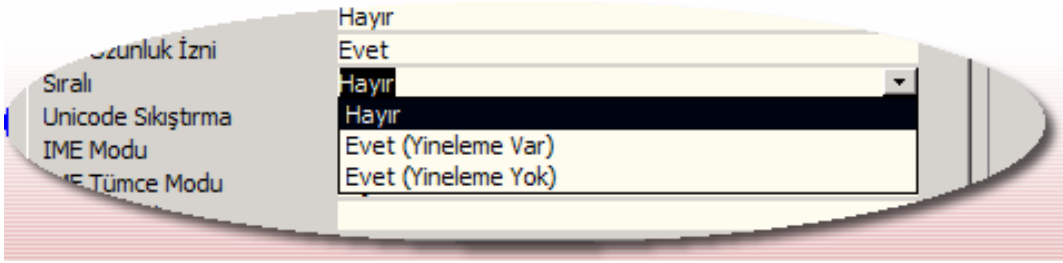 Hayır
Uzunluk İzni Evet
Sıralı Hayır
Unicode Sıkıştırma Hayır
IME Modu Evet (Yineleme Var)
Tümce Modu Evet (Yineleme Yok)